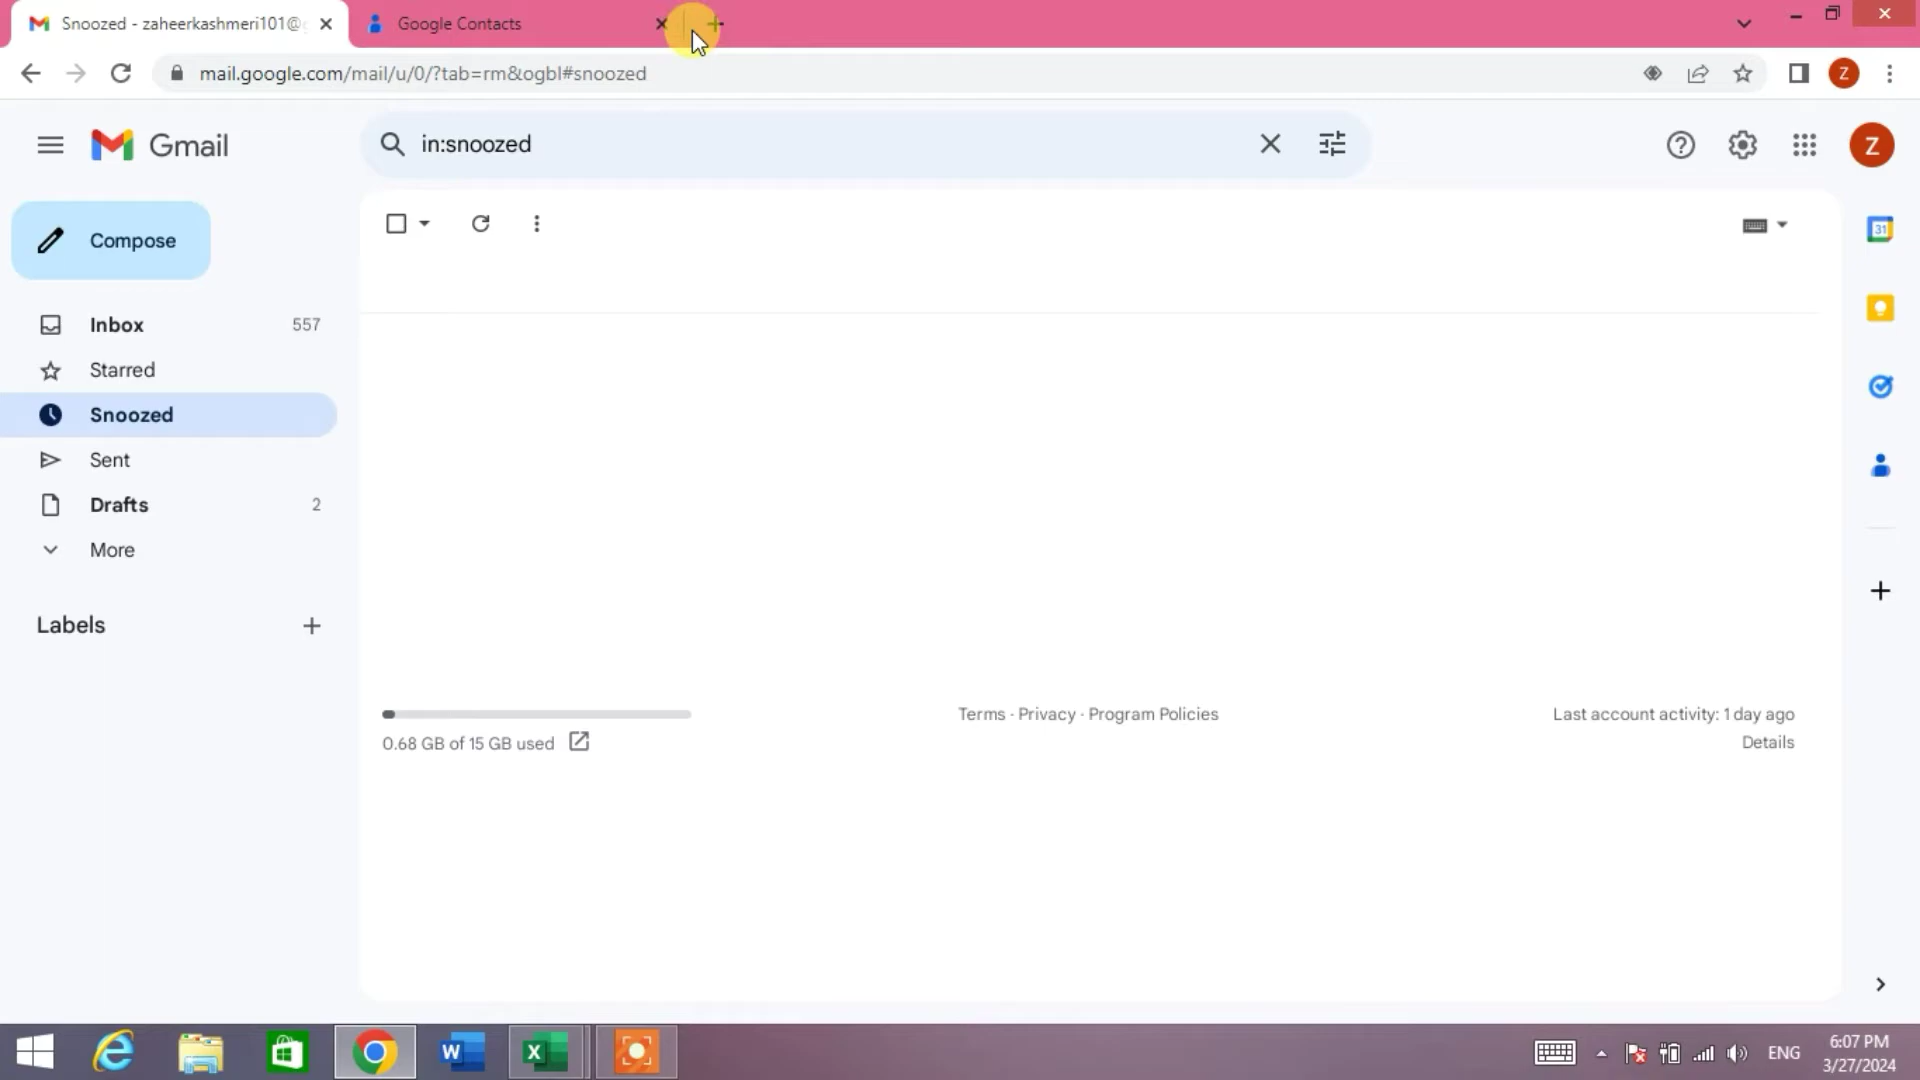 Snoozed - zaheerkashmeri101@
Google Contacts
mail.google.com/mail/u/0/?tab=rm&ogbl#snoozed
Z
Gmail
in:snoozed
Z
Compose
31
Inbox 557
Starred
Snoozed
Sent
Drafts 2
More
Labels
0.68 GB of 15 GB used
Terms · Privacy · Program Policies
Last account activity: 1 day ago
Details
ENG
6:07 PM
3/27/2024